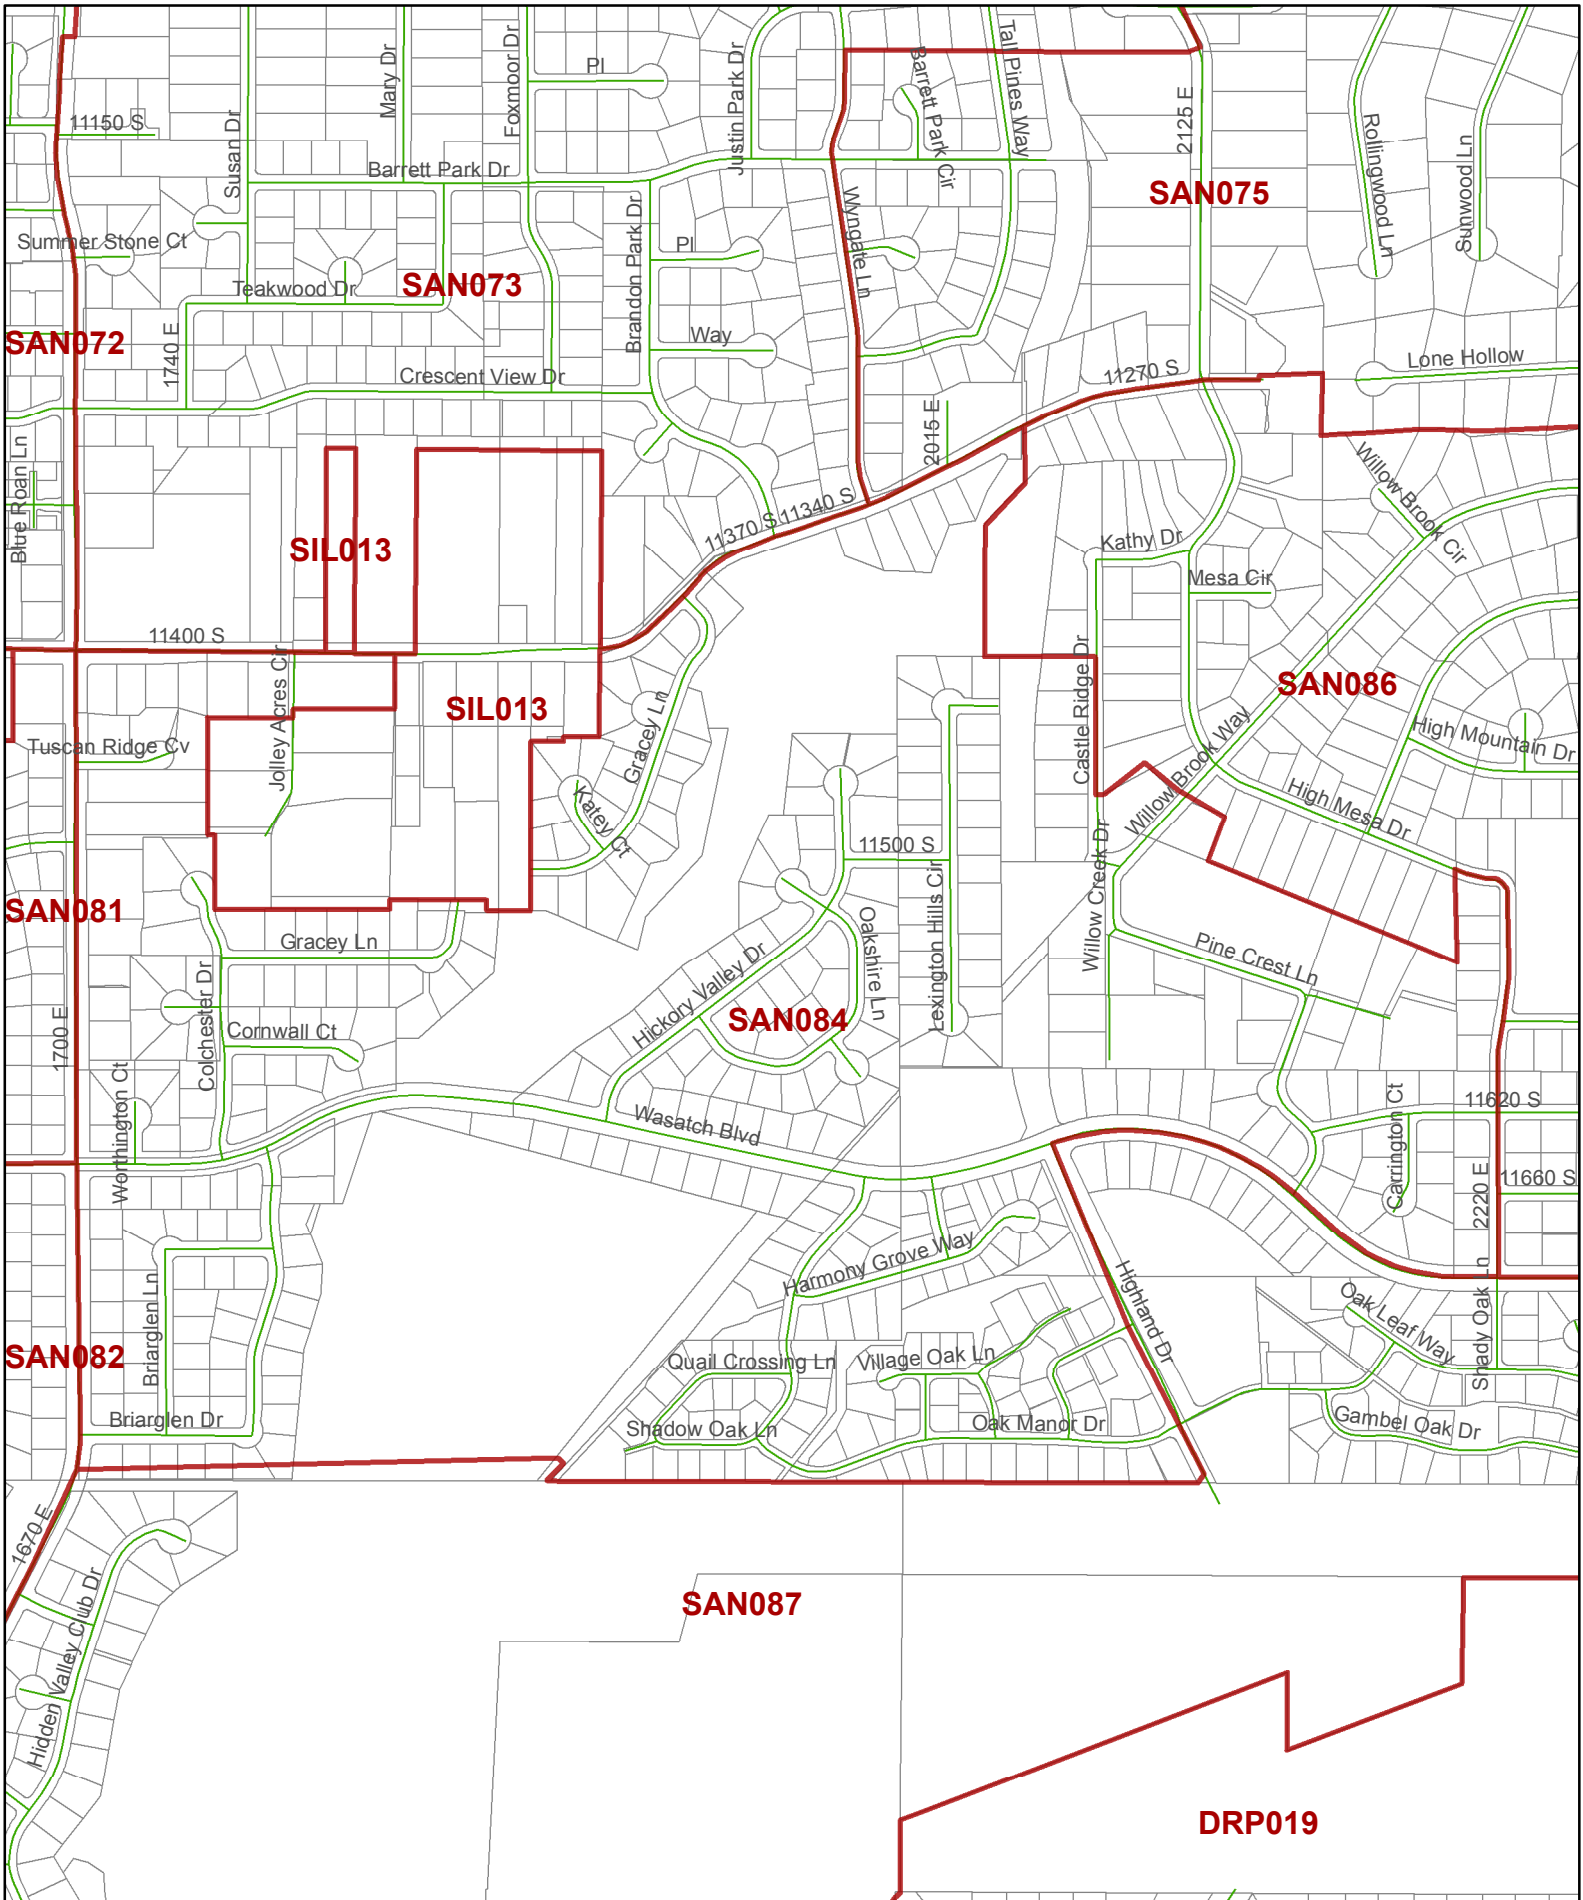 Mary Dr
Foxmoor Dr
Pl
Justin Park Dr
Barrett Park Cir
Tall Pines Way
2125 E
Rollingwood Ln
Sunwood Ln
11150 S
Susan Dr
Barrett Park Dr
SAN075
Summer Stone Ct
Teakwood Dr
SAN073
Brandon Park Dr
Pl
Wyngate Ln
SAN072
1740 E
Way
Crescent View Dr
11270 S
Lone Hollow
2015 E
Blue Roan Ln
SIL013
11370 S
11340 S
Willow Brook Cir
Kathy Dr
Mesa Cir
11400 S
Jolley Acres Cir
SIL013
Gracey Ln
Castle Ridge Dr
SAN086
Tuscan Ridge Cv
High Mountain Dr
Willow Brook Way
High Mesa Dr
Katey Ct
11500 S
Lexington Hills Cir
Willow Creek Dr
SAN081
Gracey Ln
Oakshire Ln
Pine Crest Ln
Hickory Valley Dr
SAN084
Colchester Dr
Cornwall Ct
1700 E
Worthington Ct
Wasatch Blvd
Carrington Ct
11620 S
11660 S
2220 E
Harmony Grove Way
Highland Dr
Briarglen Ln
SAN082
Quail Crossing Ln
Village Oak Ln
Oak Leaf Way
Shady Oak Ln
Briarglen Dr
Shadow Oak Ln
Oak Manor Dr
Gambel Oak Dr
1670 E
Hidden Valley Club Dr
SAN087
DRP019